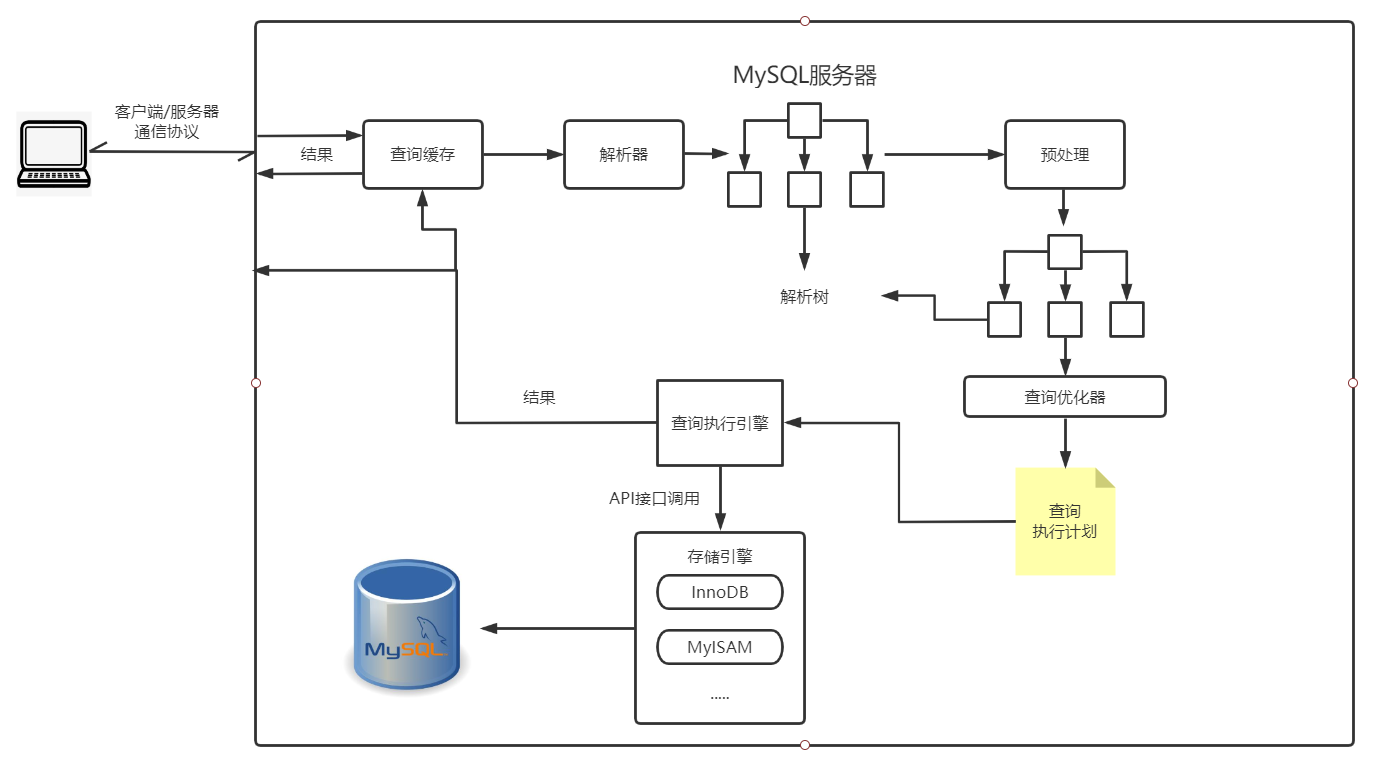 MySQL服务器
客户端/服务器
通信协议
结果
查询缓存
解析器
预处理
解析树
查询优化器
结果
查询执行引擎
查询
执行计划
API接口调用
存储引擎
InnoDB
MyISAM
.....
MySQL